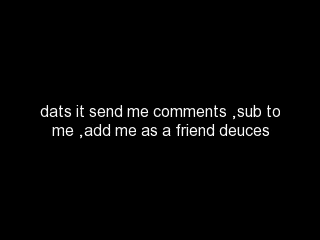 dats it send me comments ,sub to
me ,add me as a friend deuces